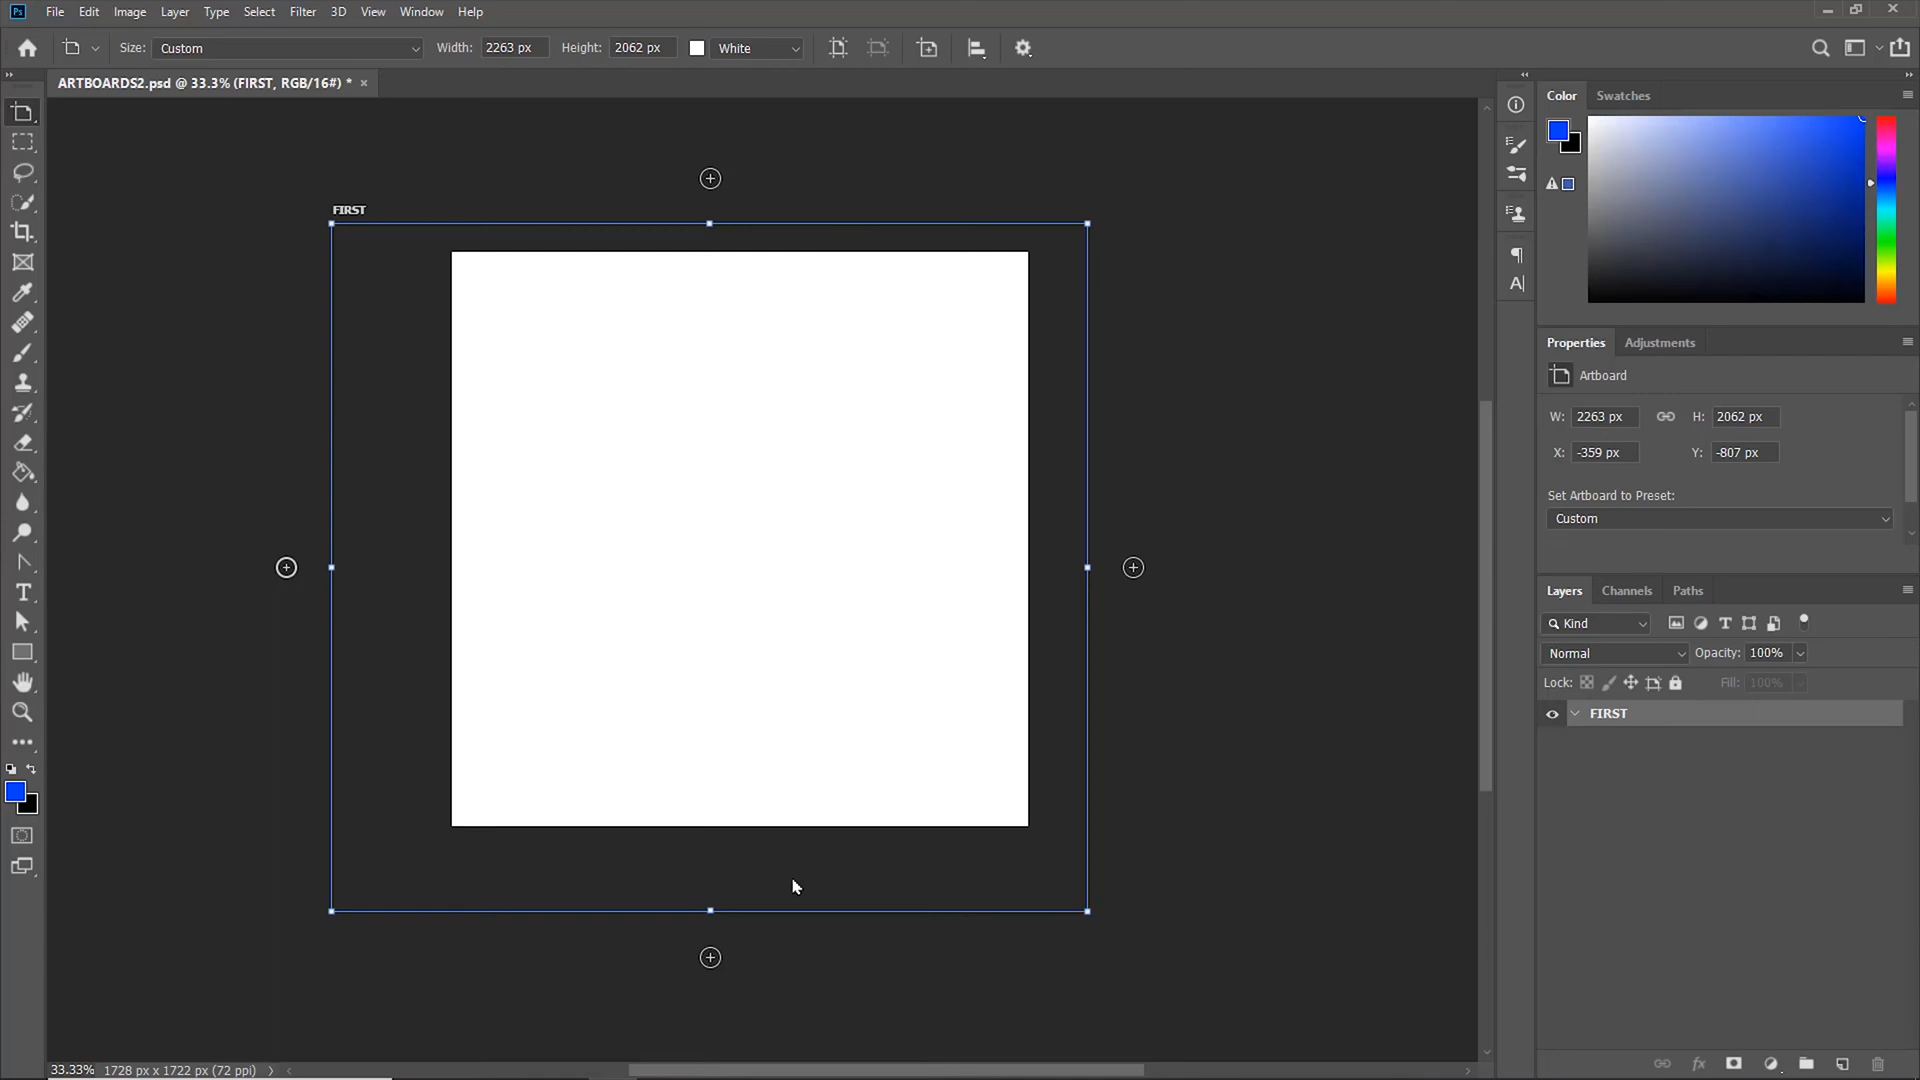 Ps File Edit Image Layer Type Select Filter 3D View Window Help
Size: Custom Width: 2263 px Height: 2062 px White
ARTBOARDS2.psd @ 33.3% (FIRST, RGB/16#) * ×
FIRST
Color Swatches
Properties Adjustments
Artboard
W: 2263 px H: 2062 px
X: -359 px Y: -807 px
Set Artboard to Preset:
Custom
Layers Channels Paths
Kind
Normal Opacity: 100%
Lock: Fill: 100%
FIRST
33.33% 1728 px x 1722 px (72 ppi)